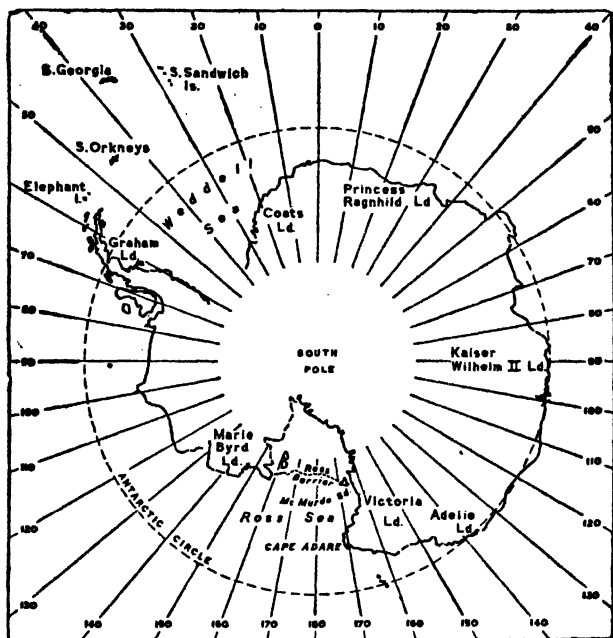 40 30 20 10 0 10 20 30 40
S. Georgia
S. Sandwich
Is.
50 50
S. Orkneys
Elephant
I.
Weddell
Sea
Princess
Ragnhild Ld
60
Coats
Ld.
Graham
Ld.
70 70
80 80
SOUTH
POLE
Kaiser
Wilhelm II Ld.
90 90
100 100
Marie
Byrd
Ld.
110 110
Ross
Barrier
Mc Murdo
Sd.
Victoria
Ld.
Adelie
Ld.
Ross Sea
ANTARCTIC CIRCLE
CAPE ADARE
120 120
130 140 150 160 170 180 170 160 150 140 130